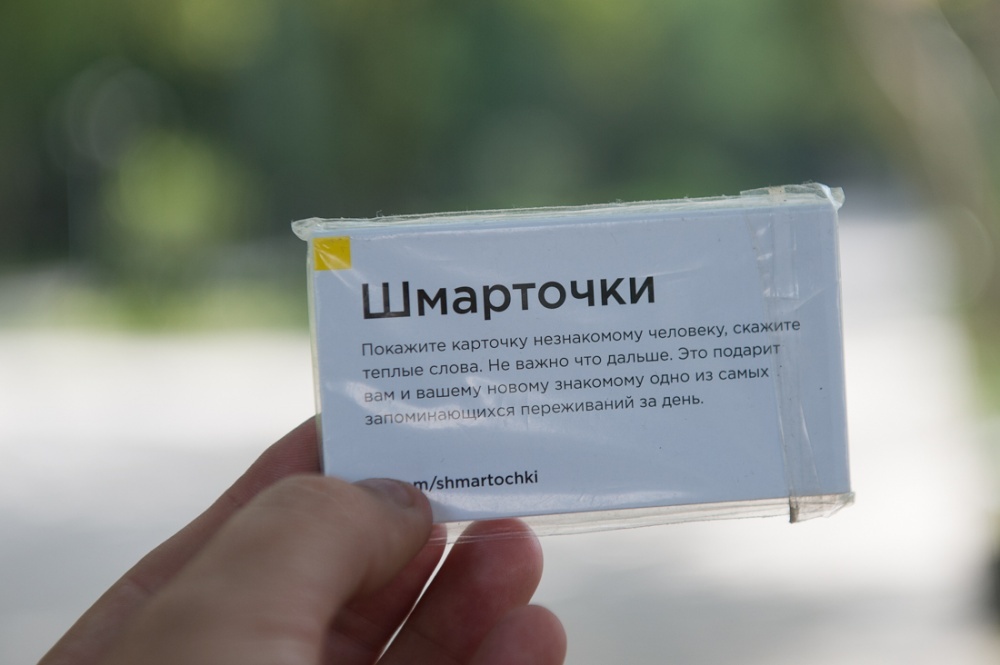 Шмарточки
Покажите карточку незнакомому человеку, скажите
теплые слова. Не важно что дальше. Это подарит
вам и вашему новому знакомому одно из самых
запоминающихся переживаний за день.
m/shmartochki